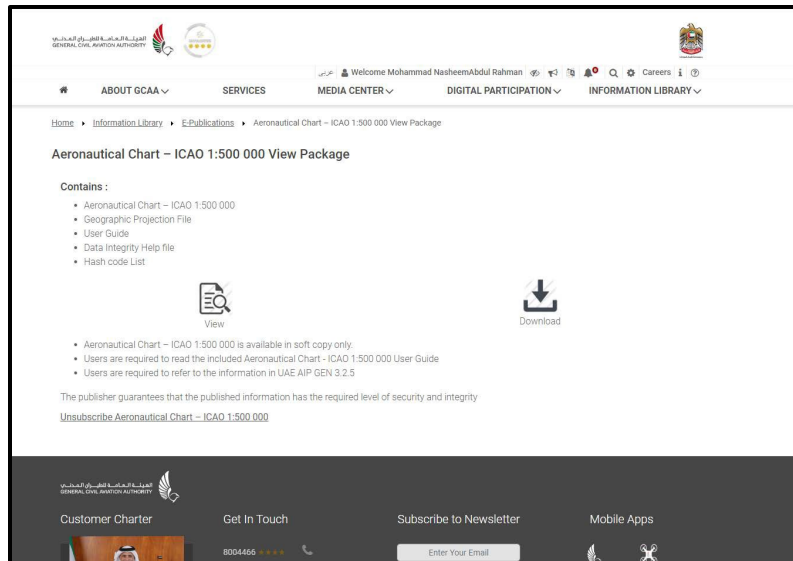 الهيئة العامة للطيران المدني
GENERAL CIVIL AVIATION AUTHORITY
عربي Welcome Mohammad NasheemAbdul Rahman 0 Careers
ABOUT GCAA SERVICES MEDIA CENTER DIGITAL PARTICIPATION INFORMATION LIBRARY
Home Information Library E-Publications Aeronautical Chart – ICAO 1:500 000 View Package
Aeronautical Chart – ICAO 1:500 000 View Package
Contains :
Aeronautical Chart – ICAO 1:500 000
Geographic Projection File
User Guide
Data Integrity Help file
Hash code List
View Download
Aeronautical Chart – ICAO 1:500 000 is available in soft copy only.
Users are required to read the included Aeronautical Chart - ICAO 1:500 000 User Guide
Users are required to refer to the information in UAE AIP GEN 3.2.5
The publisher guarantees that the published information has the required level of security and integrity
Unsubscribe Aeronautical Chart – ICAO 1:500 000
الهيئة العامة للطيران المدني
GENERAL CIVIL AVIATION AUTHORITY
Customer Charter Get In Touch Subscribe to Newsletter Mobile Apps
8004466 Enter Your Email